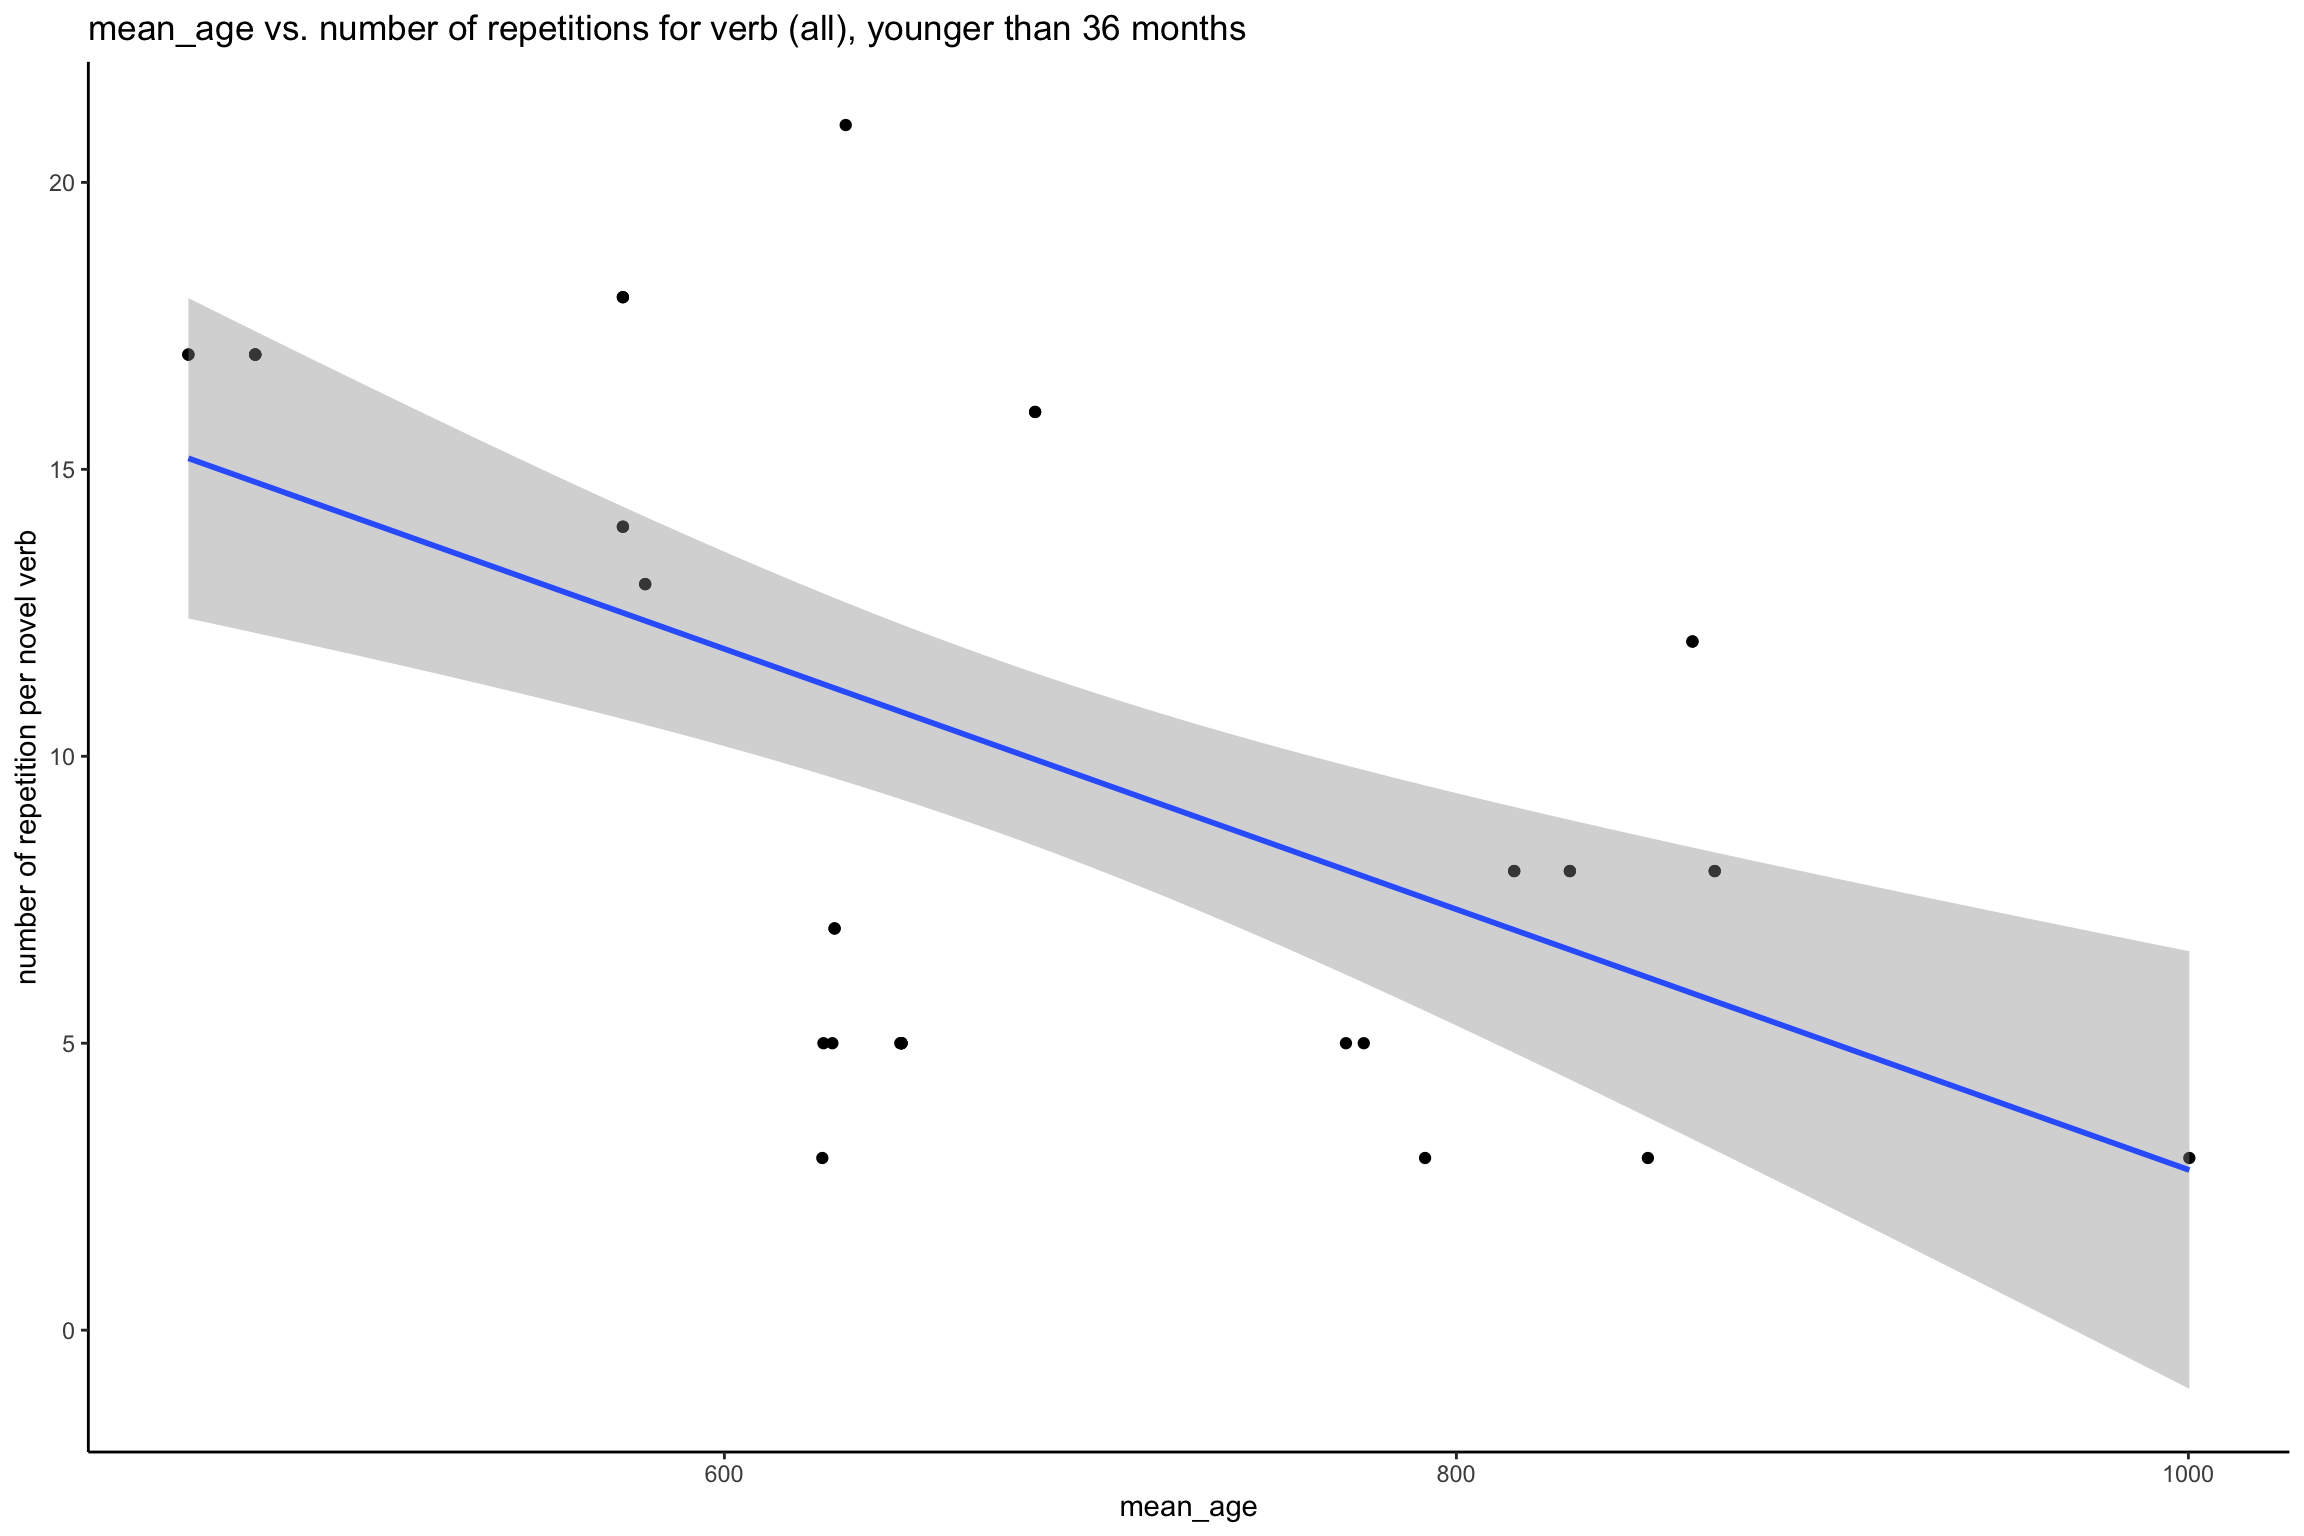 mean_age vs. number of repetitions for verb (all), younger than 36 months
number of repetition per novel verb
20
15
10
5
0
600
800
1000
mean_age